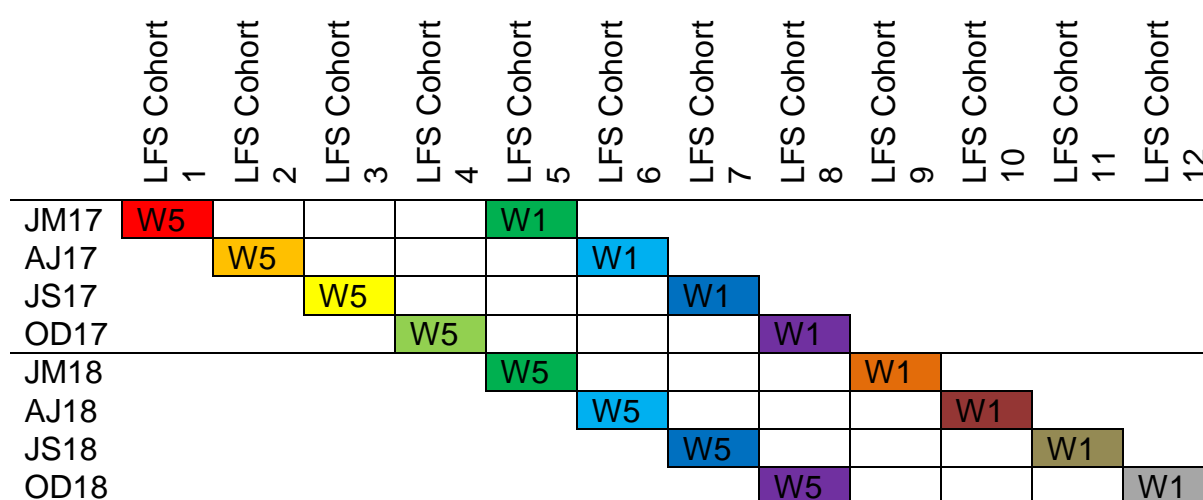 LFS Cohort 1
LFS Cohort 2
LFS Cohort 3
LFS Cohort 4
LFS Cohort 5
LFS Cohort 6
LFS Cohort 7
LFS Cohort 8
LFS Cohort 9
LFS Cohort 10
LFS Cohort 11
LFS Cohort 12
JM17 W5 W1
AJ17 W5 W1
JS17 W5 W1
OD17 W5 W1
JM18 W5 W1
AJ18 W5 W1
JS18 W5 W1
OD18 W5 W1